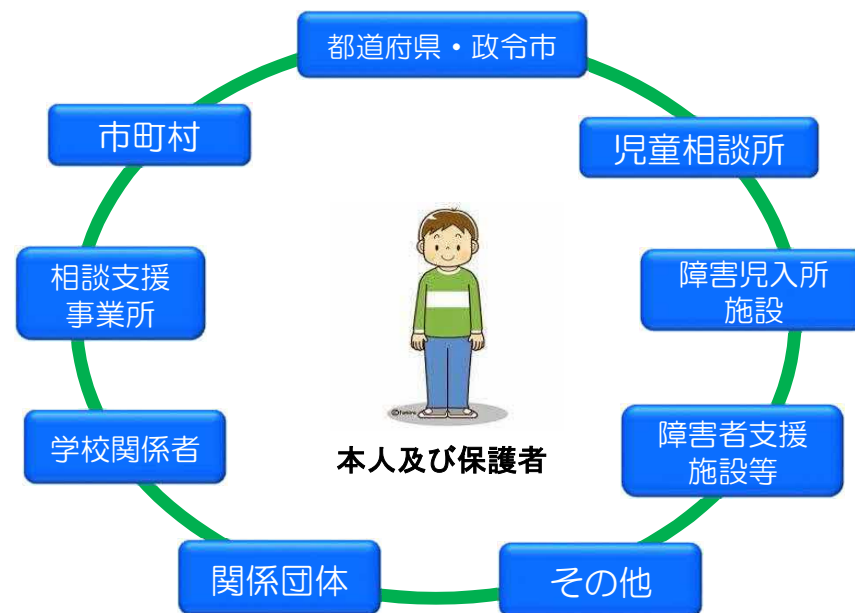 都道府県・政令市
市町村
児童相談所
相談支援
事業所
障害児入所
施設
学校関係者
障害者支援
施設等
本人及び保護者
関係団体
その他